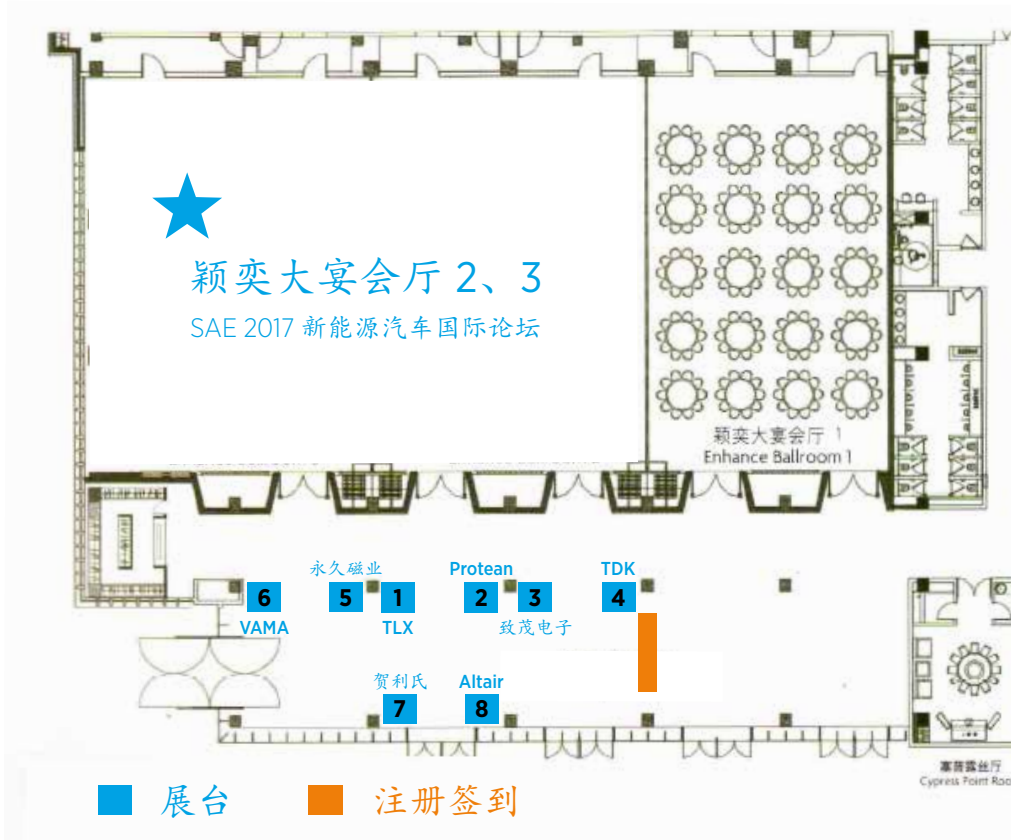 颖奕大宴会厅 2、3
SAE 2017 新能源汽车国际论坛
颖奕大宴会厅 1
Enhance Ballroom 1
永久磁业
Protean
TDK
6
5
1
2
3
4
VAMA
TLX
致茂电子
贺利氏
Altair
7
8
Cypress Point Roo
展台
注册签到